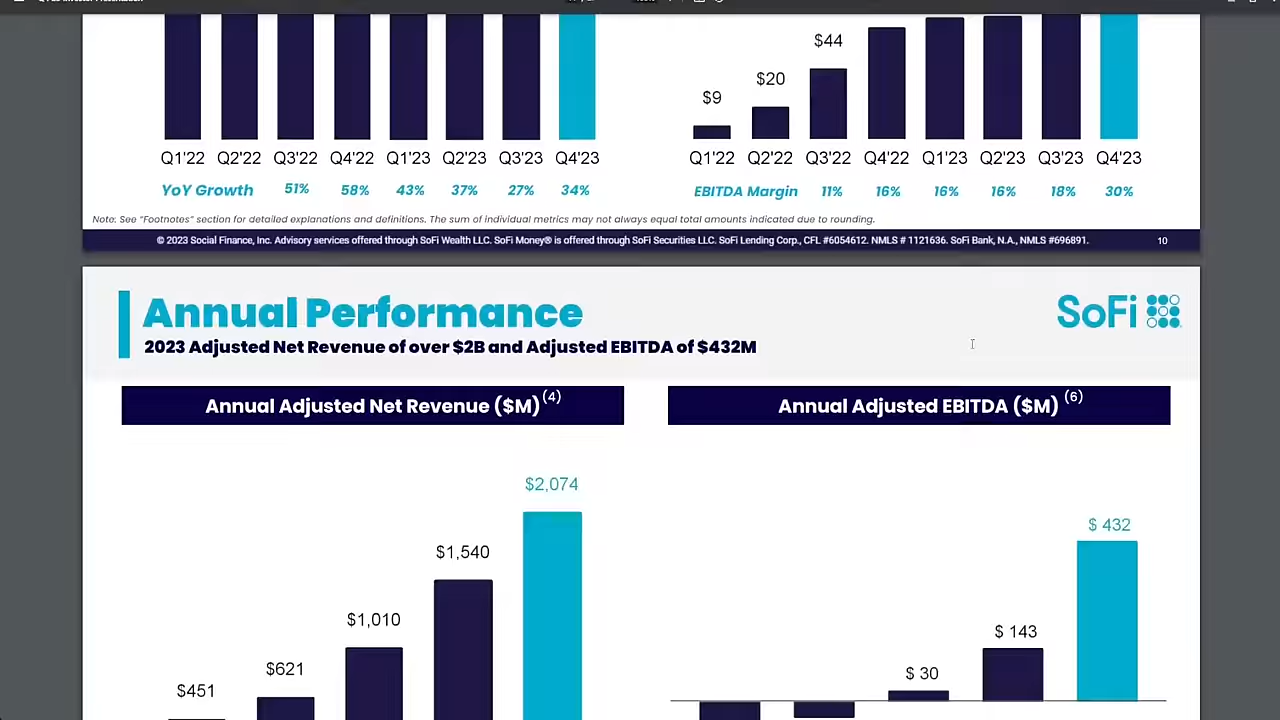 $44
$20
$9
Q1'22 Q2'22 Q3'22 Q4'22 Q1'23 Q2'23 Q3'23 Q4'23
Q1'22 Q2'22 Q3'22 Q4'22 Q1'23 Q2'23 Q3'23 Q4'23
YoY Growth 51% 58% 43% 37% 27% 34%
EBITDA Margin 11% 16% 16% 16% 18% 30%
Note: See "Footnotes" section for detailed explanations and definitions. The sum of individual metrics may not always equal total amounts indicated due to rounding.
© 2023 Social Finance, Inc. Advisory services offered through SoFi Wealth LLC. SoFi Money® is offered through SoFi Securities LLC. SoFi Lending Corp., CFL #6054612. NMLS # 1121636. SoFi Bank, N.A., NMLS #696891. 10
Annual Performance
SoFi
2023 Adjusted Net Revenue of over $2B and Adjusted EBITDA of $432M
Annual Adjusted Net Revenue ($M) (4)
Annual Adjusted EBITDA ($M) (6)
$2,074
$1,540
$1,010
$621
$451
$ 432
$ 143
$ 30